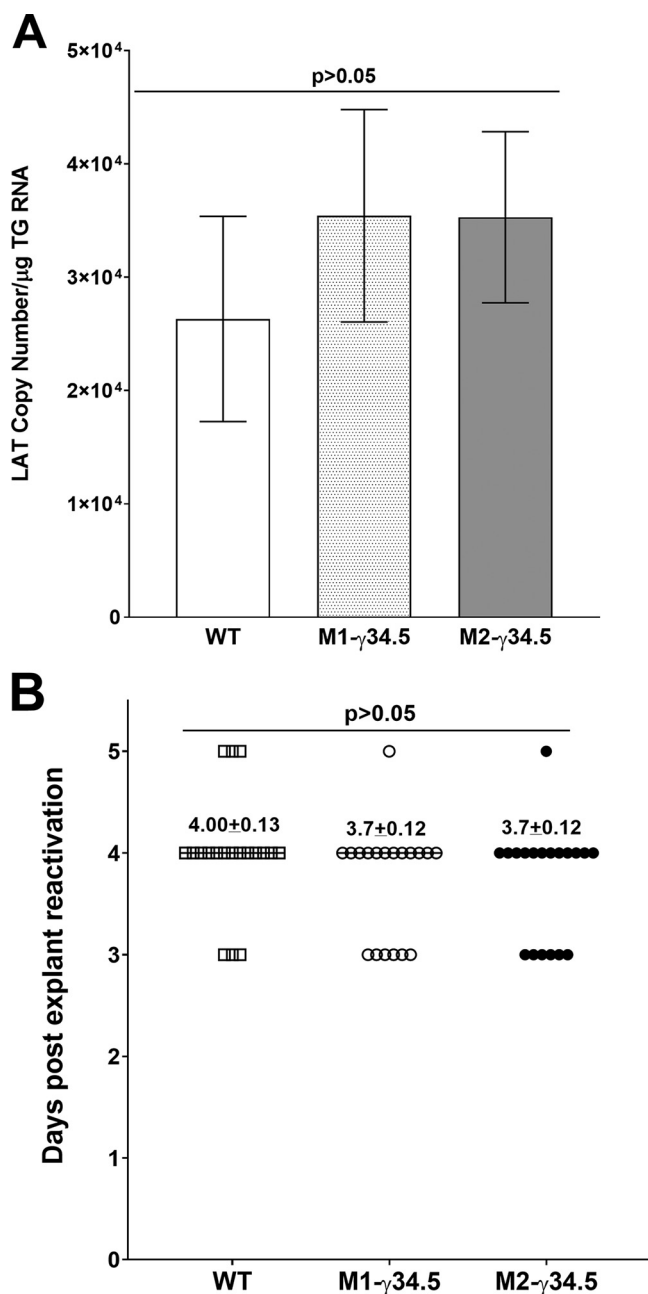 A
5×10⁴
p>0.05
4×10⁴
3×10⁴
2×10⁴
1×10⁴
0
LAT Copy Number/μg TG RNA
WT M1-γ34.5 M2-γ34.5
B
p>0.05
5
4.00±0.13 3.7±0.12 3.7±0.12
4
3
2
1
0
Days post explant reactivation
WT M1-γ34.5 M2-γ34.5